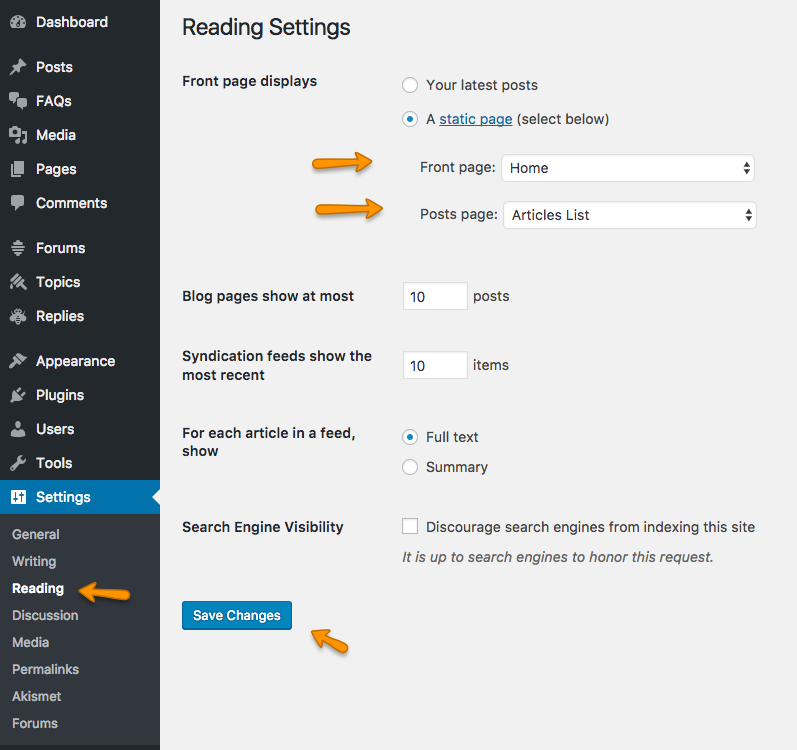 Dashboard
Posts
FAQs
Media
Pages
Comments
Forums
Topics
Replies
Appearance
Plugins
Users
Tools
Settings
General
Writing
Reading
Discussion
Media
Permalinks
Akismet
Forums
Reading Settings
Front page displays
Your latest posts
A static page (select below)
Front page: Home
Posts page: Articles List
Blog pages show at most 10 posts
Syndication feeds show the
most recent
10 items
For each article in a feed,
show
Full text
Summary
Search Engine Visibility
Discourage search engines from indexing this site
It is up to search engines to honor this request.
Save Changes